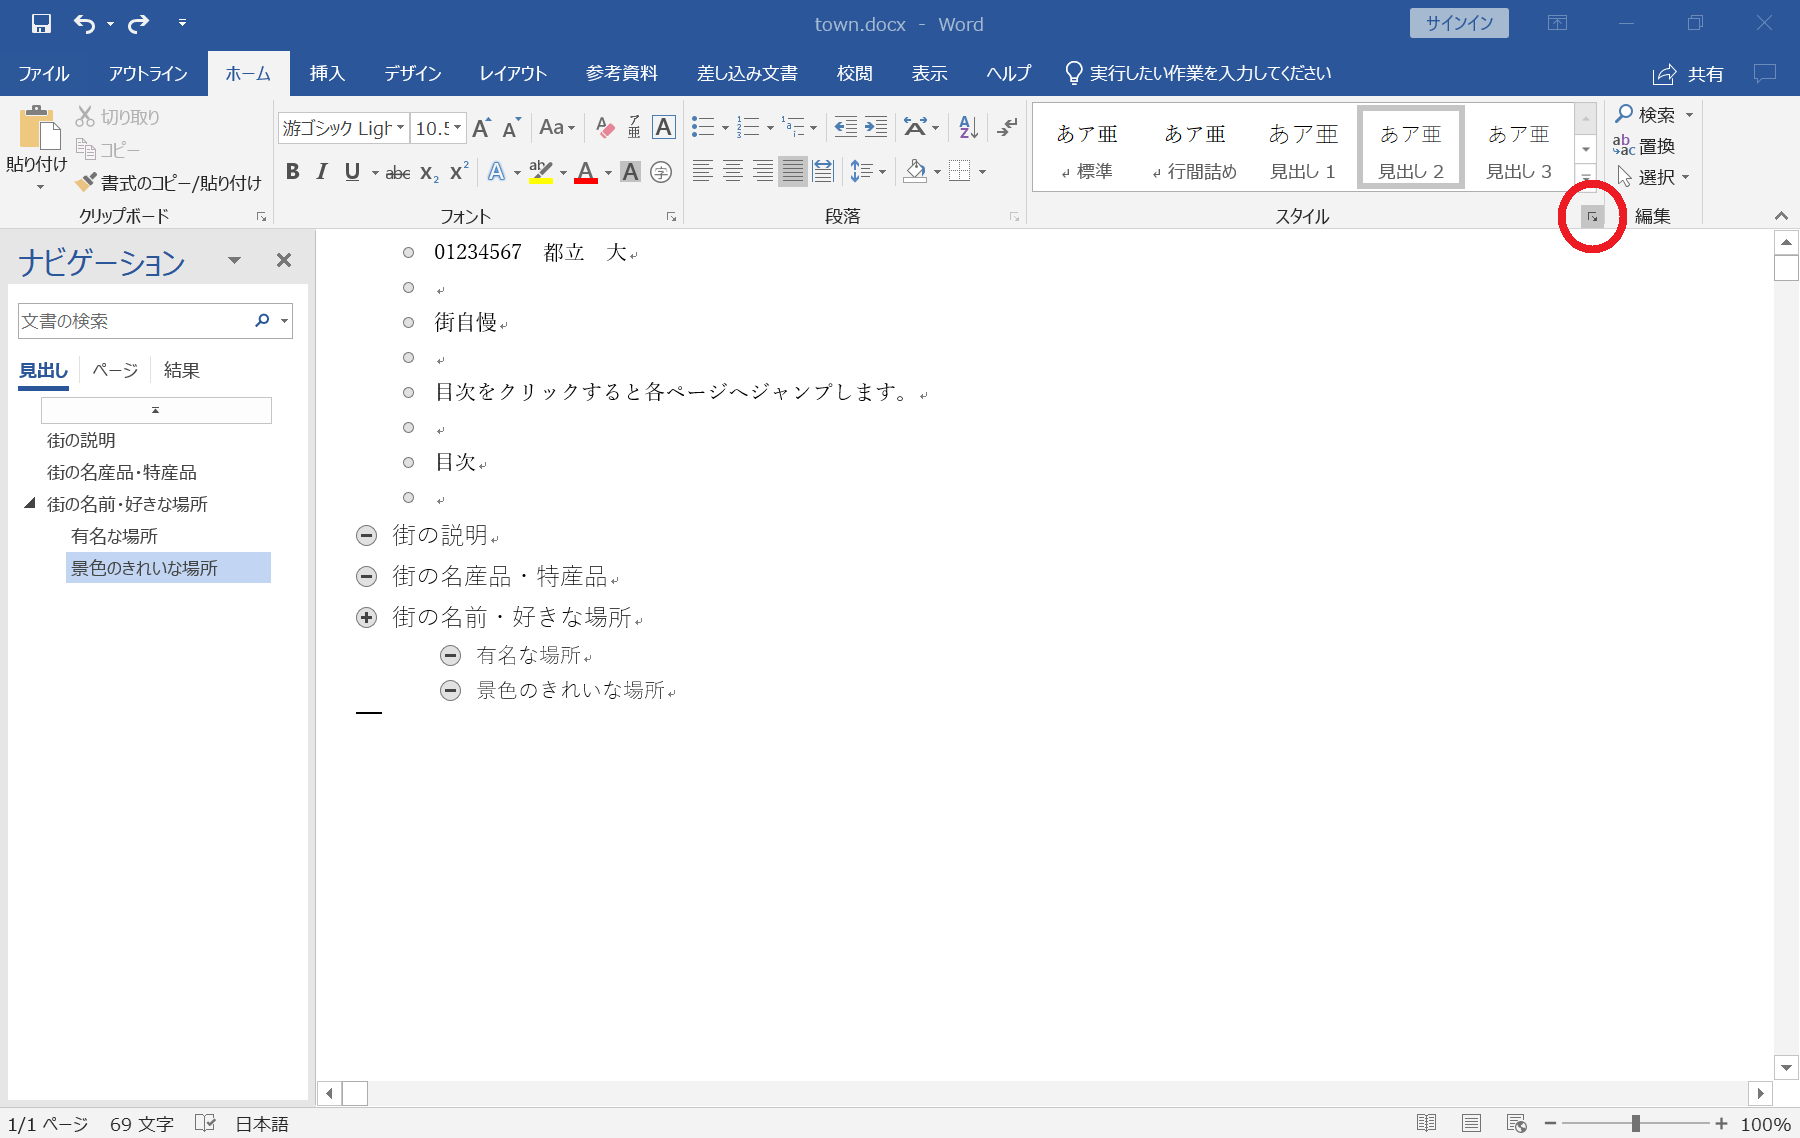 town.docx - Word
サインイン
ファイル アウトライン ホーム 挿入 デザイン レイアウト 参考資料 差し込み文書 校閲 表示 ヘルプ 実行したい作業を入力してください 共有
貼り付け
切り取り
コピー
書式のコピー/貼り付け
クリップボード
游ゴシック Ligh 10.5
A A Aa ア亜 A
B I U abc X₂ X² A ab A A 字
フォント
段落
あア亜 あア亜 あア亜 あア亜 あア亜
標準 行間詰め 見出し 1 見出し 2 見出し 3
スタイル
検索
置換
選択
編集
ナビゲーション
文書の検索
見出し ページ 結果
街の説明
街の名産品・特産品
街の名前・好きな場所
有名な場所
景色のきれいな場所
01234567 都立 大
街自慢
目次をクリックすると各ページへジャンプします。
目次
街の説明
街の名産品・特産品
街の名前・好きな場所
有名な場所
景色のきれいな場所
1/1 ページ 69 文字 日本語 100%